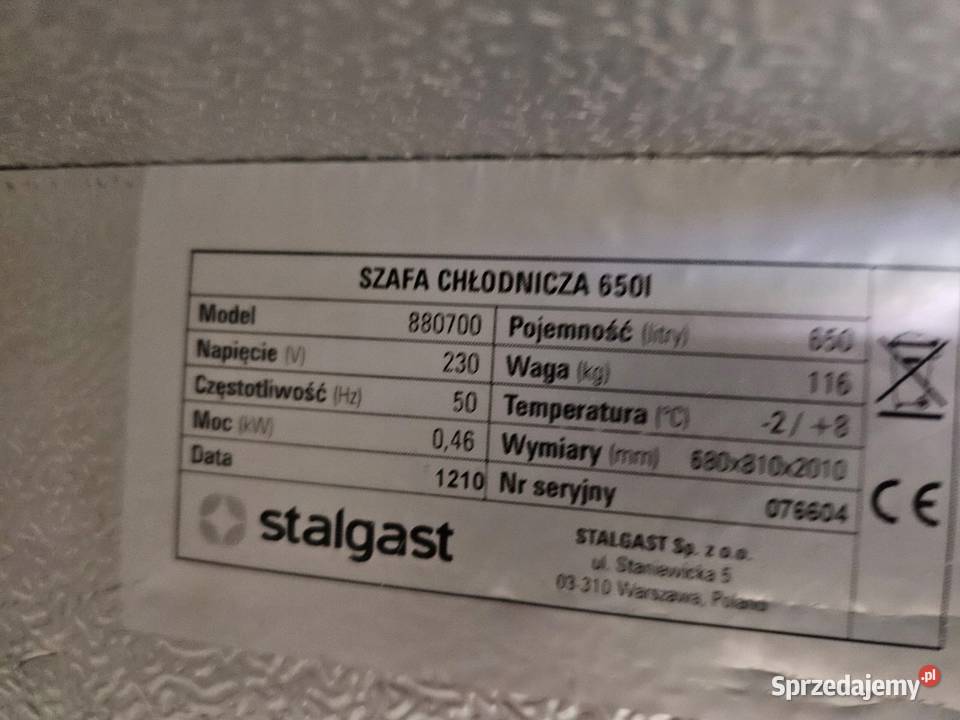 SZAFA CHŁODNICZA 650l
Model 880700 Pojemność (litry) 650
Napięcie (V) 230 Waga (kg) 116
Częstotliwość (Hz) 50 Temperatura (°C) -2 / +8
Moc (kW) 0,46 Wymiary (mm) 680x810x2010
Data 1210 Nr seryjny 076604
stalgast
STALGAST Sp. z o.o.
ul. Staniewicka 5
03-310 Warszawa, Poland
CE
Sprzedajemy.pl